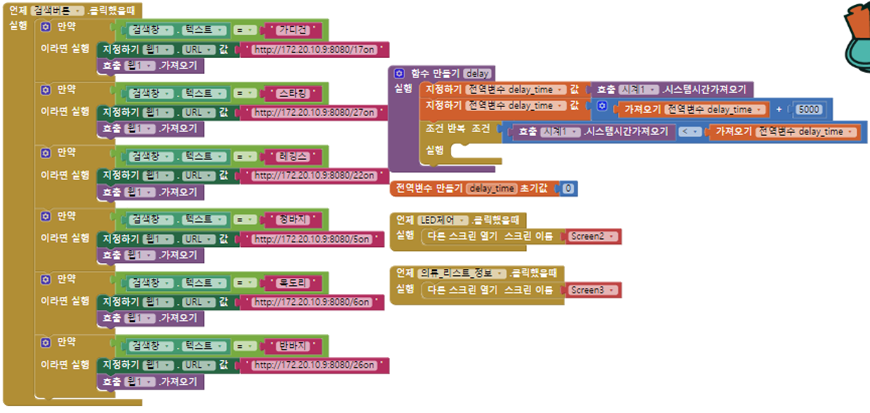 언제 검색버튼 .클릭했을때
실행 만약 검색창 . 텍스트 = " 가디건 "
이라면 실행 지정하기 웹1 . URL 값 " http://172.20.10.9:8080/17on "
호출 웹1 .가져오기
만약 검색창 . 텍스트 = " 스타킹 "
이라면 실행 지정하기 웹1 . URL 값 " http://172.20.10.9:8080/27on "
호출 웹1 .가져오기
만약 검색창 . 텍스트 = " 레깅스 "
이라면 실행 지정하기 웹1 . URL 값 " http://172.20.10.9:8080/22on "
호출 웹1 .가져오기
만약 검색창 . 텍스트 = " 청바지 "
이라면 실행 지정하기 웹1 . URL 값 " http://172.20.10.9:8080/5on "
호출 웹1 .가져오기
만약 검색창 . 텍스트 = " 목도리 "
이라면 실행 지정하기 웹1 . URL 값 " http://172.20.10.9:8080/6on "
호출 웹1 .가져오기
만약 검색창 . 텍스트 = " 반바지 "
이라면 실행 지정하기 웹1 . URL 값 " http://172.20.10.9:8080/26on "
호출 웹1 .가져오기
함수 만들기 delay
실행 지정하기 전역변수 delay_time 값 호출 시계1 .시스템시간가져오기
지정하기 전역변수 delay_time 값 가져오기 전역변수 delay_time + 5000
조건 반복 조건 호출 시계1 .시스템시간가져오기 < 가져오기 전역변수 delay_time
실행
전역변수 만들기 delay_time 초기값 0
언제 LED제어 .클릭했을때
실행 다른 스크린 열기 스크린 이름 Screen2
언제 의류_리스트_정보 .클릭했을때
실행 다른 스크린 열기 스크린 이름 Screen3